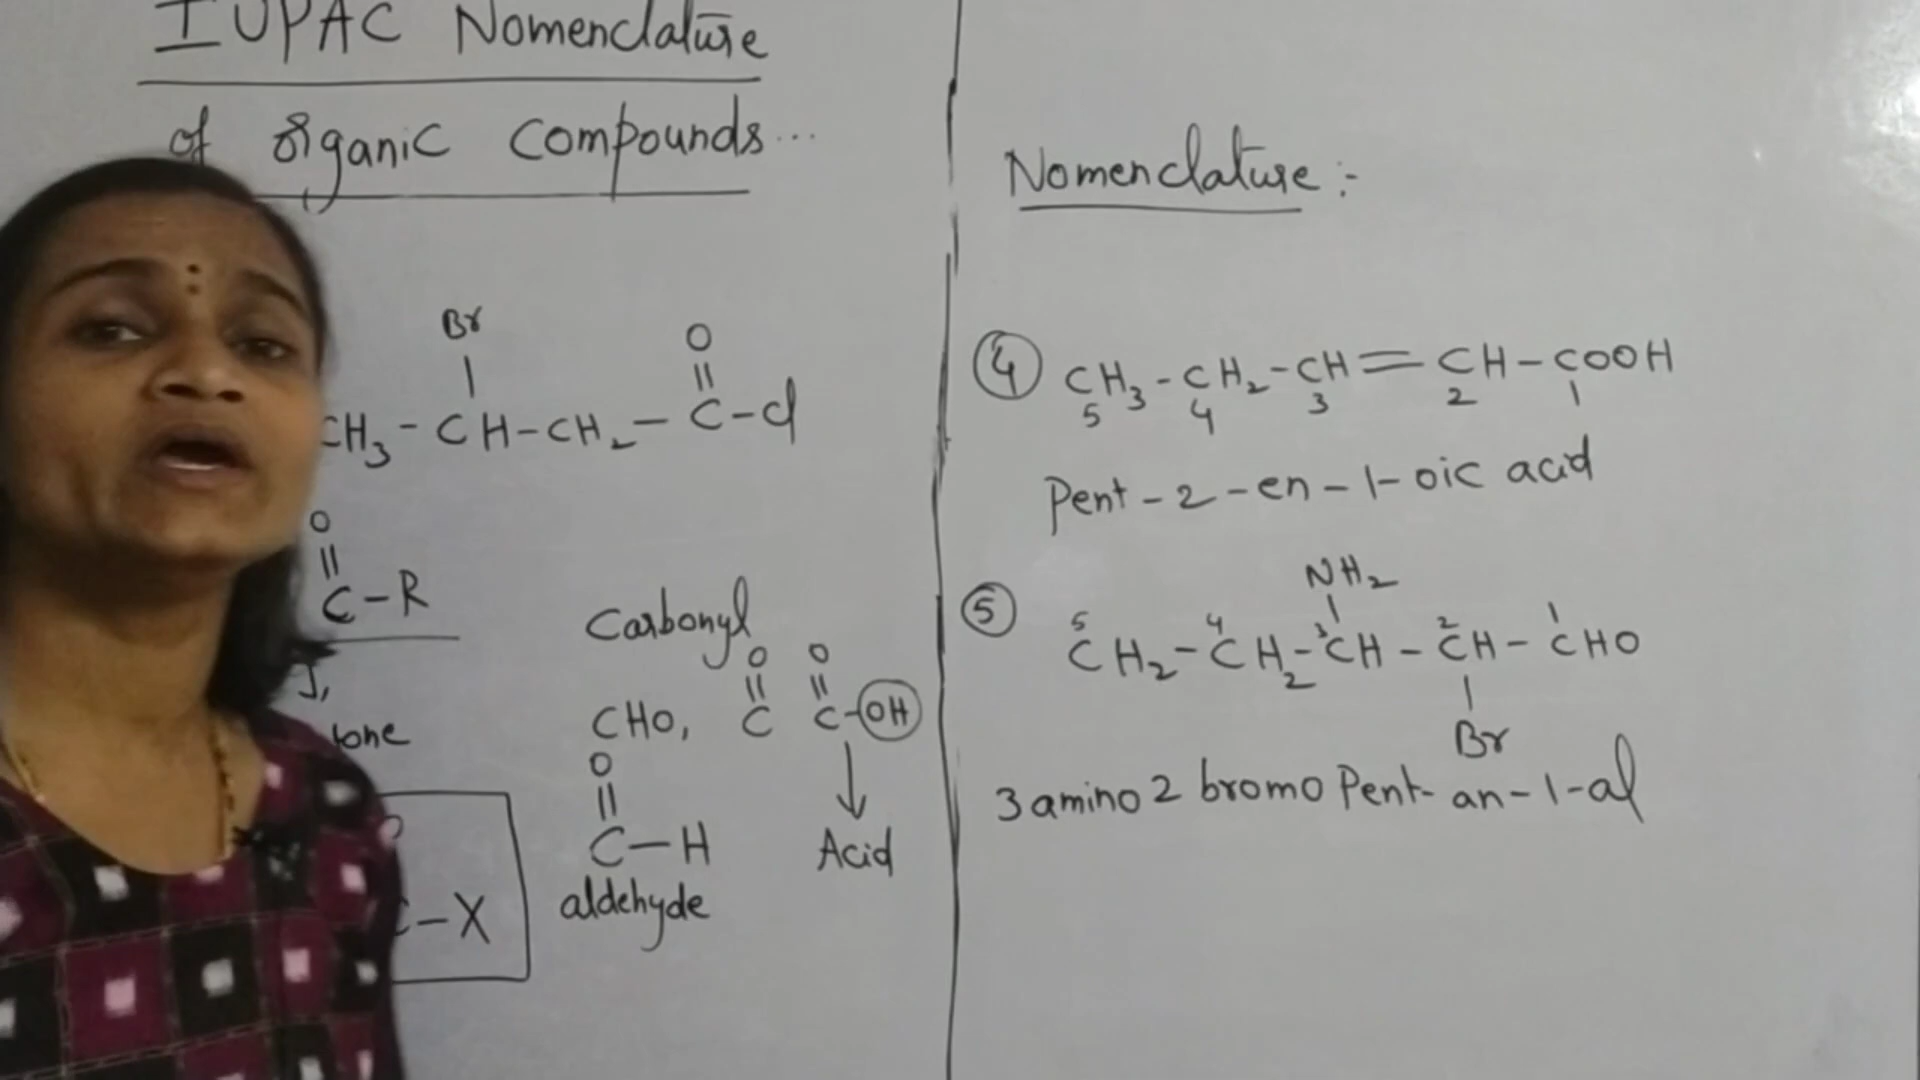 IUPAC Nomenclature
of organic compounds...
Br O
| ||
CH3 - CH - CH2 - C - Cl
O
||
C - R
Carbonyl
O O
|| ||
CHO, C C-OH
tone
O
||
C - H Acid
aldehyde
C - X
Nomenclature :-
④ CH3 - CH2 - CH = CH - COOH
5 4 3 2 1
Pent - 2 - en - 1 - oic acid
NH2
|
⑤ 5 4 3 2 1
CH2 - CH2 - CH - CH - CHO
|
Br
3 amino 2 bromo Pent - an - 1 - al